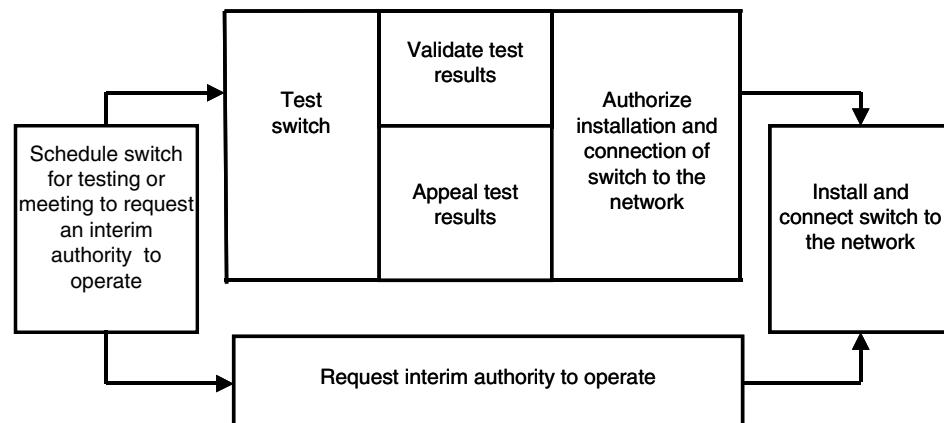 Schedule switch
for testing or
meeting to request
an interim
authority to
operate
Test
switch
Validate test
results
Appeal test
results
Authorize
installation and
connection of
switch to the
network
Install and
connect switch to
the network
Request interim authority to operate